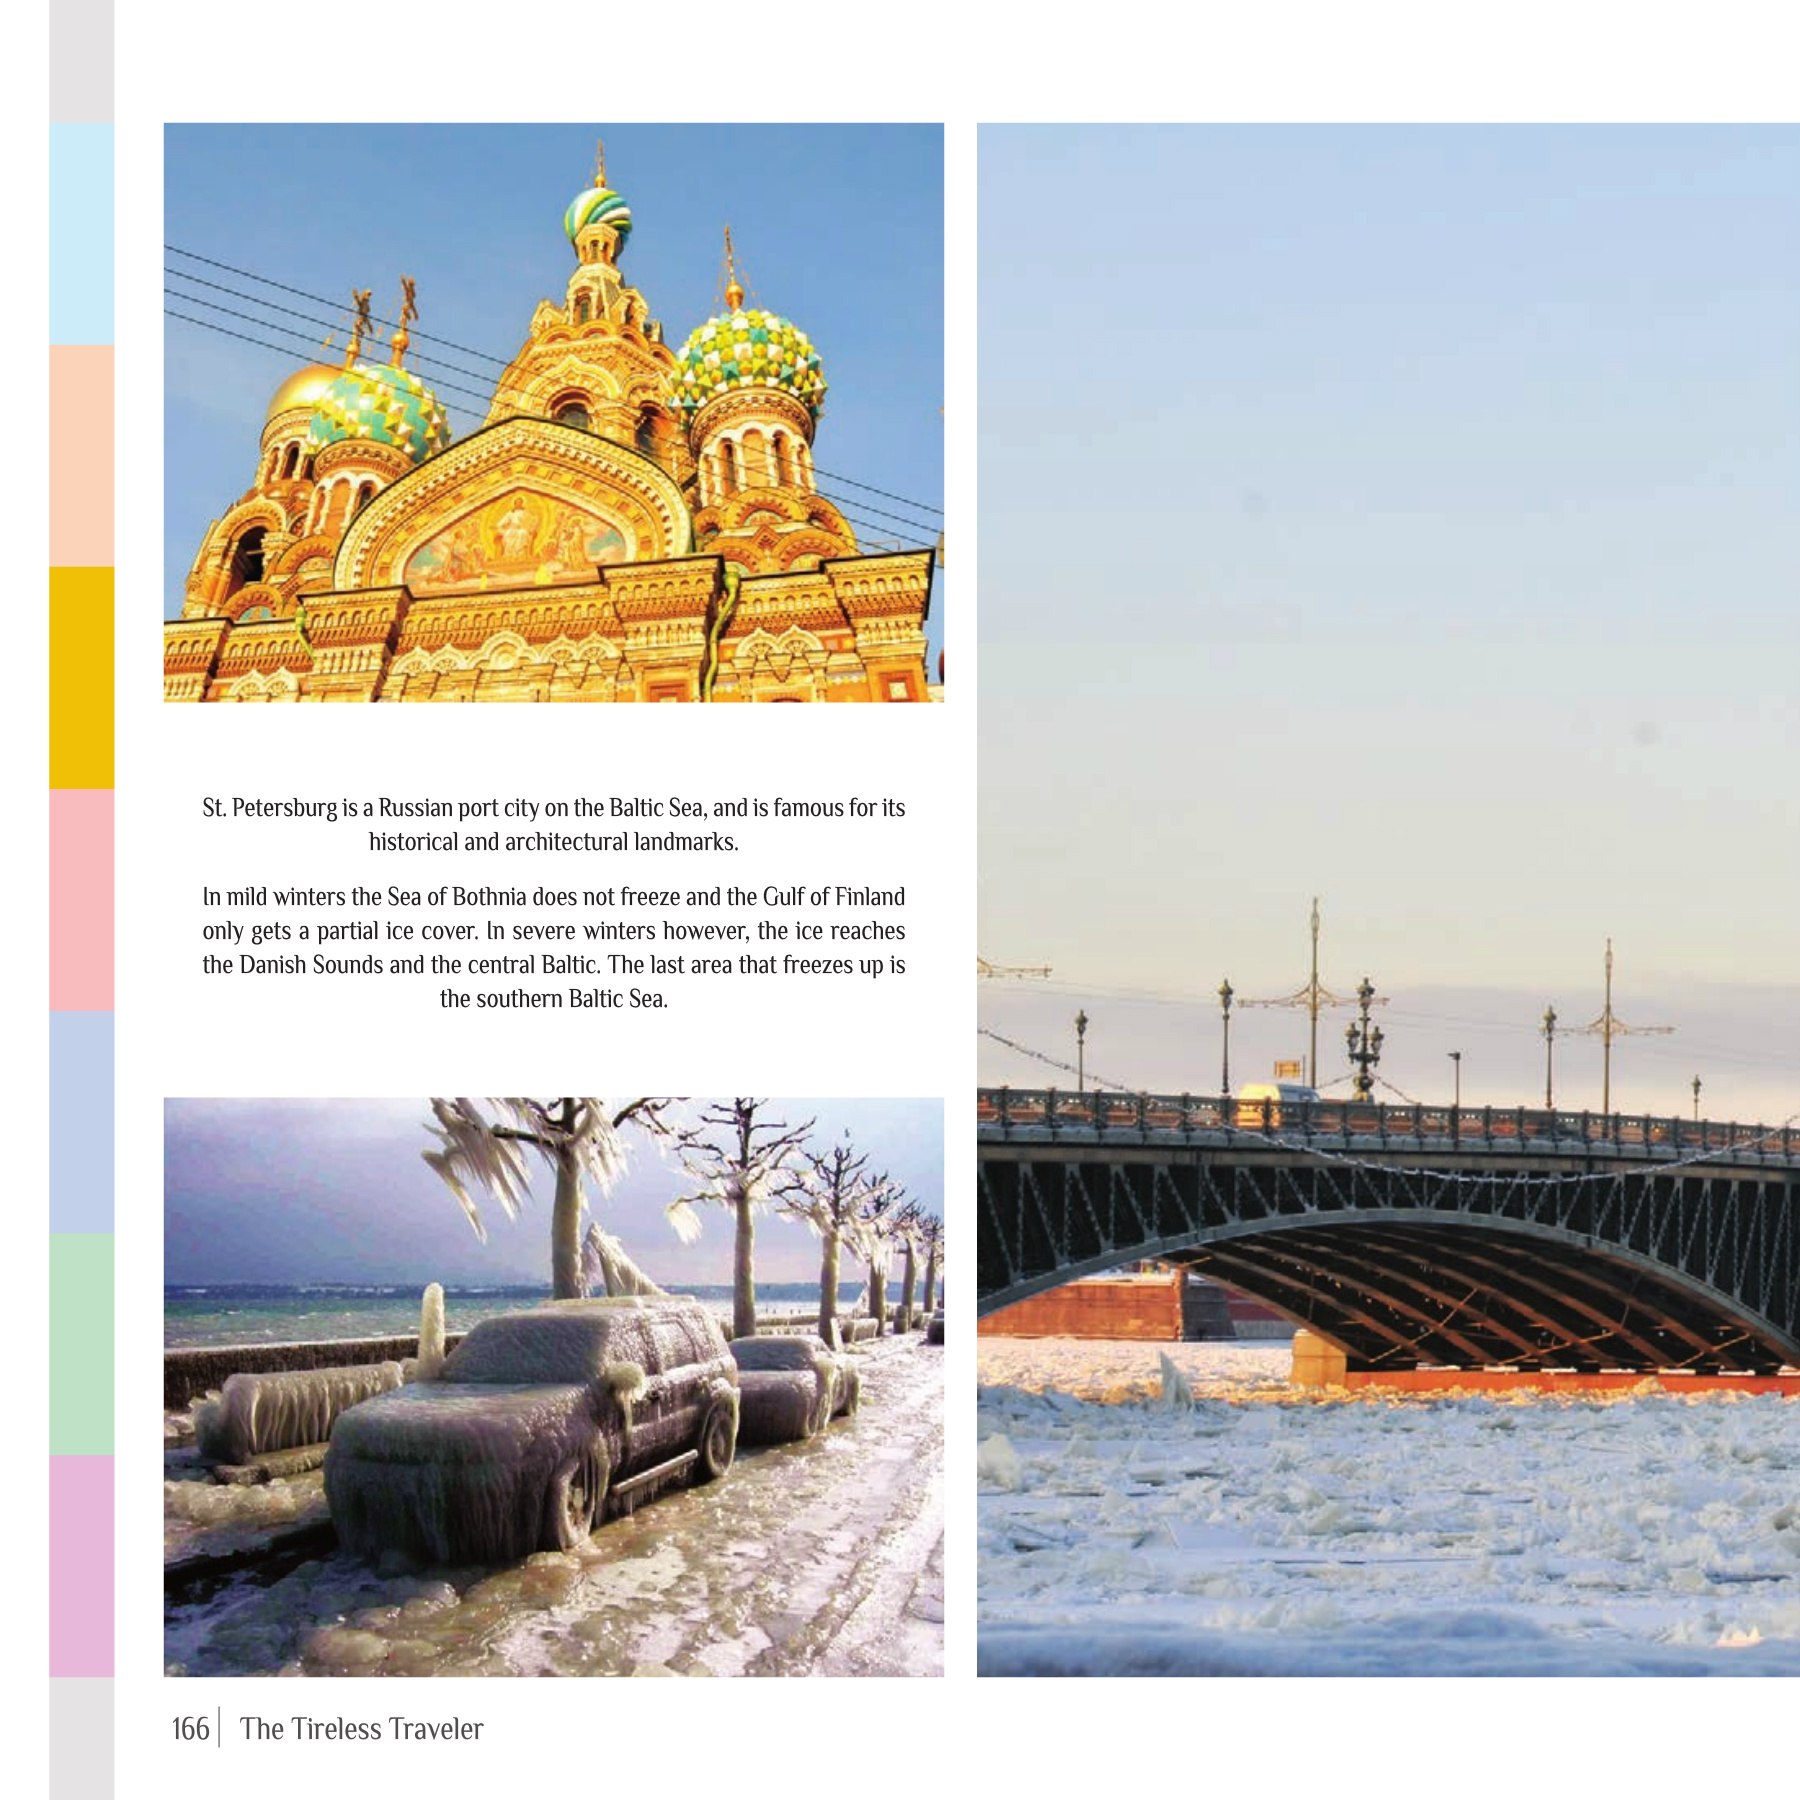 St. Petersburg is a Russian port city on the Baltic Sea, and is famous for its
historical and architectural landmarks.
In mild winters the Sea of Bothnia does not freeze and the Gulf of Finland
only gets a partial ice cover. In severe winters however, the ice reaches
the Danish Sounds and the central Baltic. The last area that freezes up is
the southern Baltic Sea.
166 The Tireless Traveler